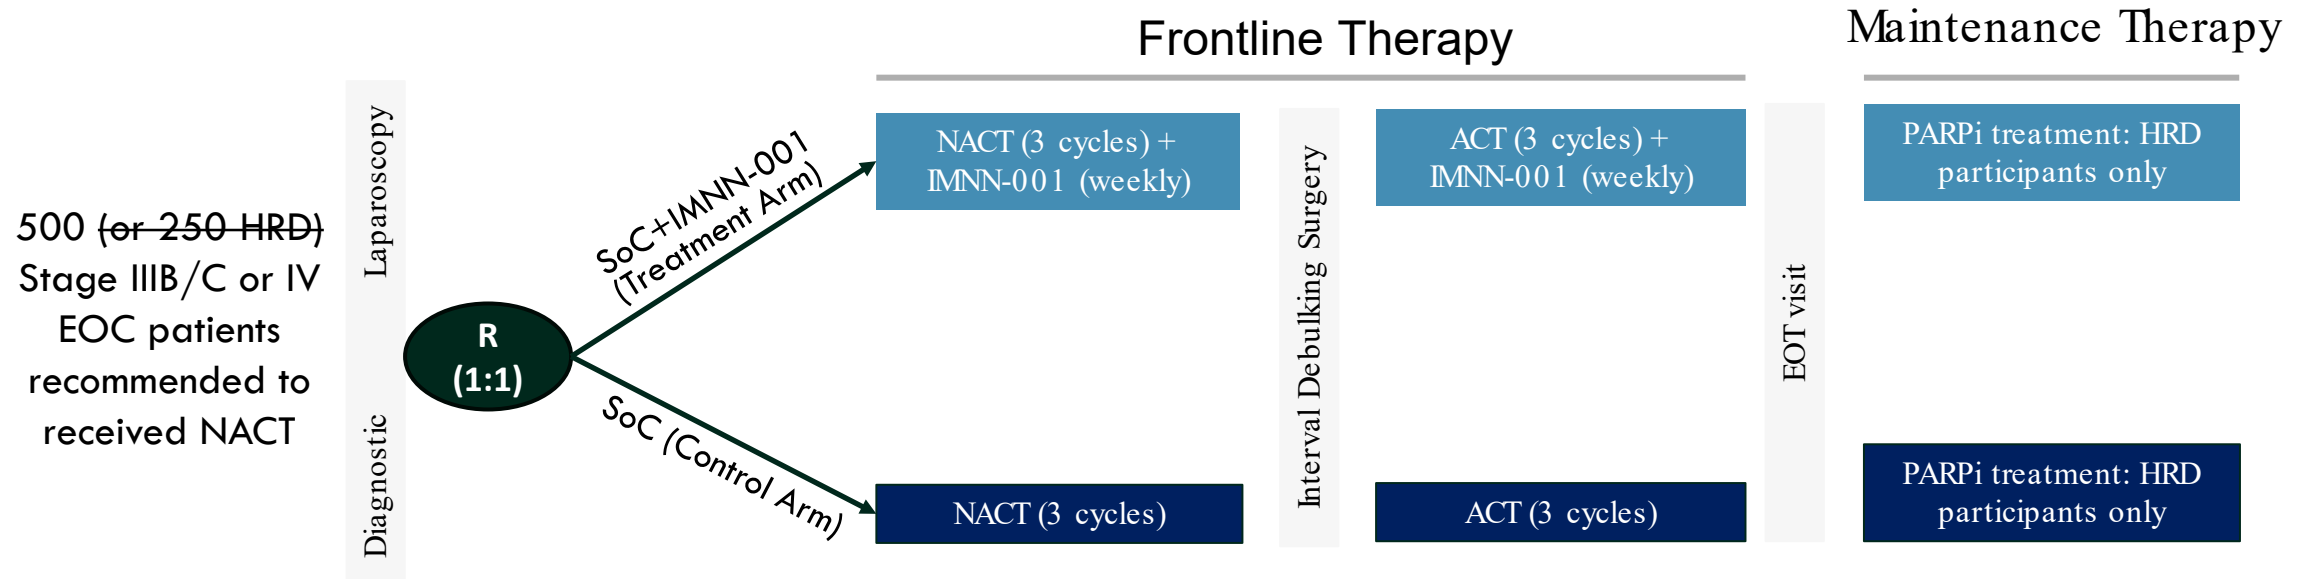 Frontline Therapy
Maintenance Therapy
500 (or 250 HRD)
Stage IIIB/C or IV
EOC patients
recommended to
received NACT
Diagnostic Laparoscopy
R
(1:1)
SoC+IMNN-001
(Treatment Arm)
SoC (Control Arm)
NACT (3 cycles) +
IMNN-001 (weekly)
NACT (3 cycles)
Interval Debulking Surgery
ACT (3 cycles) +
IMNN-001 (weekly)
ACT (3 cycles)
EOT visit
PARPi treatment: HRD
participants only
PARPi treatment: HRD
participants only